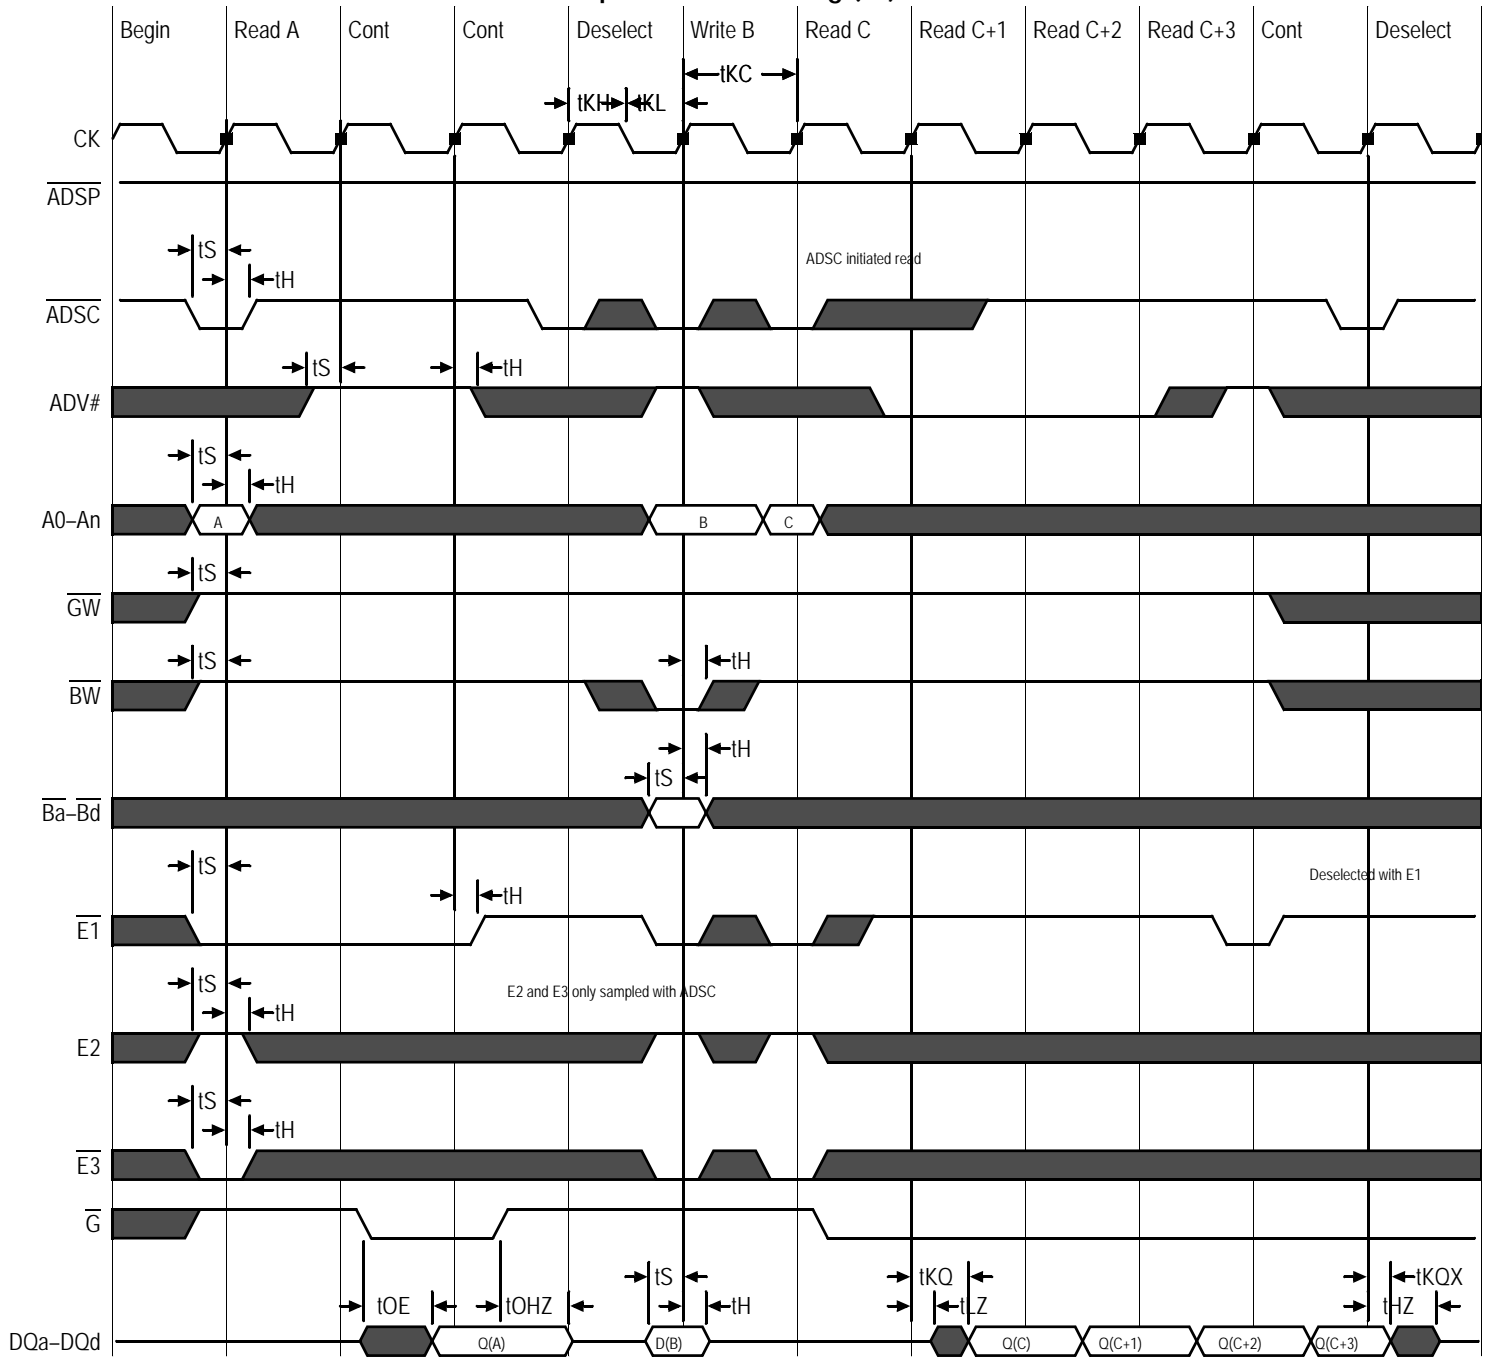 Begin Read A Cont Cont Deselect Write B Read C Read C+1 Read C+2 Read C+3 Cont Deselect
tKC
tKH tKL
CK
ADSP
tS
ADSC initiated read
tH
ADSC
tS tH
ADV#
tS
tH
A0–An A B C
tS
GW
tS tH
BW
tH
tS
Ba–Bd
tS
Deselected with E1
tH
E1
tS
E2 and E3 only sampled with ADSC
tH
E2
tS
tH
E3
G
tS tKQ tKQX
tOE tOHZ tH tLZ tHZ
DQa–DQd Q(A) D(B) Q(C) Q(C+1) Q(C+2) Q(C+3)